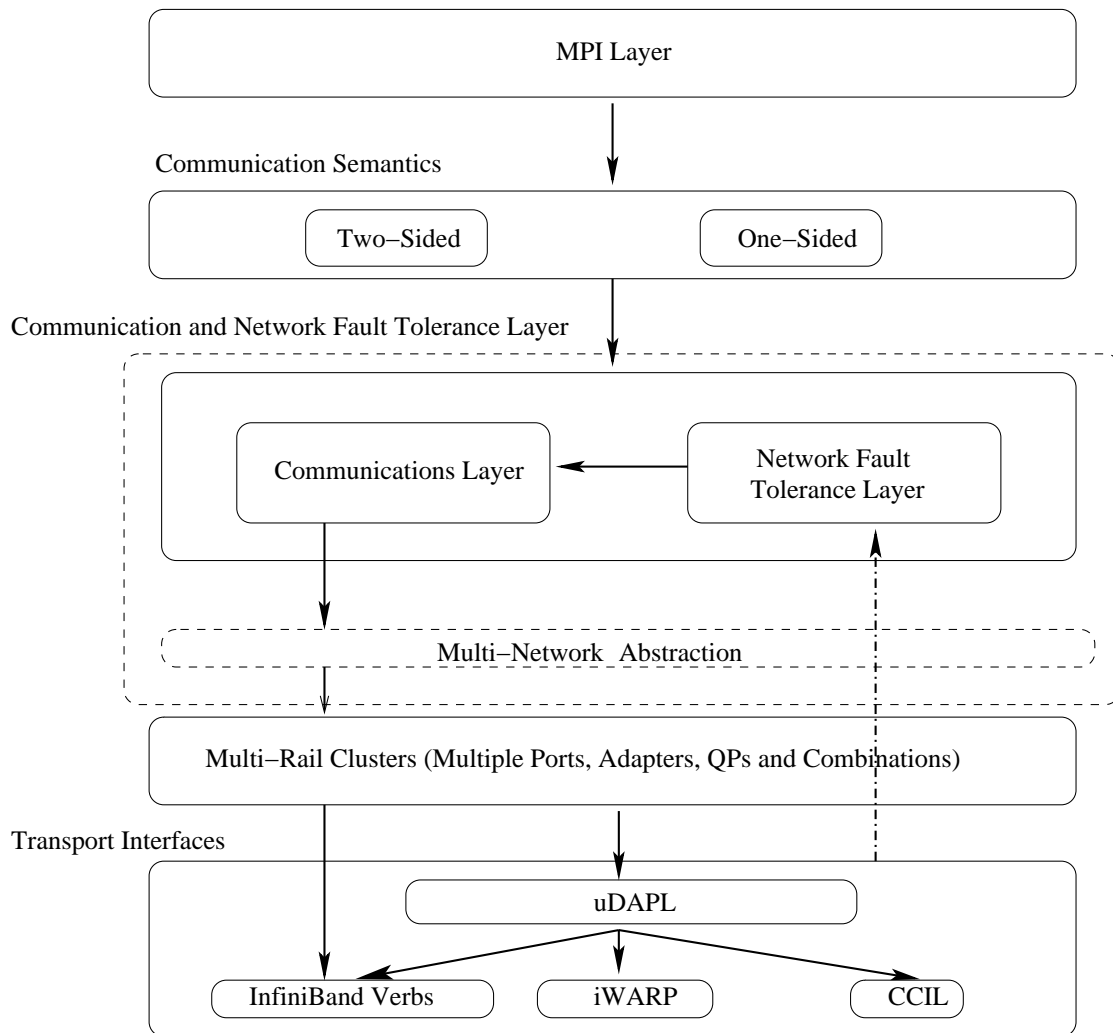 MPI Layer
Communication Semantics
Two−Sided
One−Sided
Communication and Network Fault Tolerance Layer
Communications Layer
Network Fault
Tolerance Layer
Multi−Network Abstraction
Multi−Rail Clusters (Multiple Ports, Adapters, QPs and Combinations)
Transport Interfaces
uDAPL
InfiniBand Verbs
iWARP
CCIL